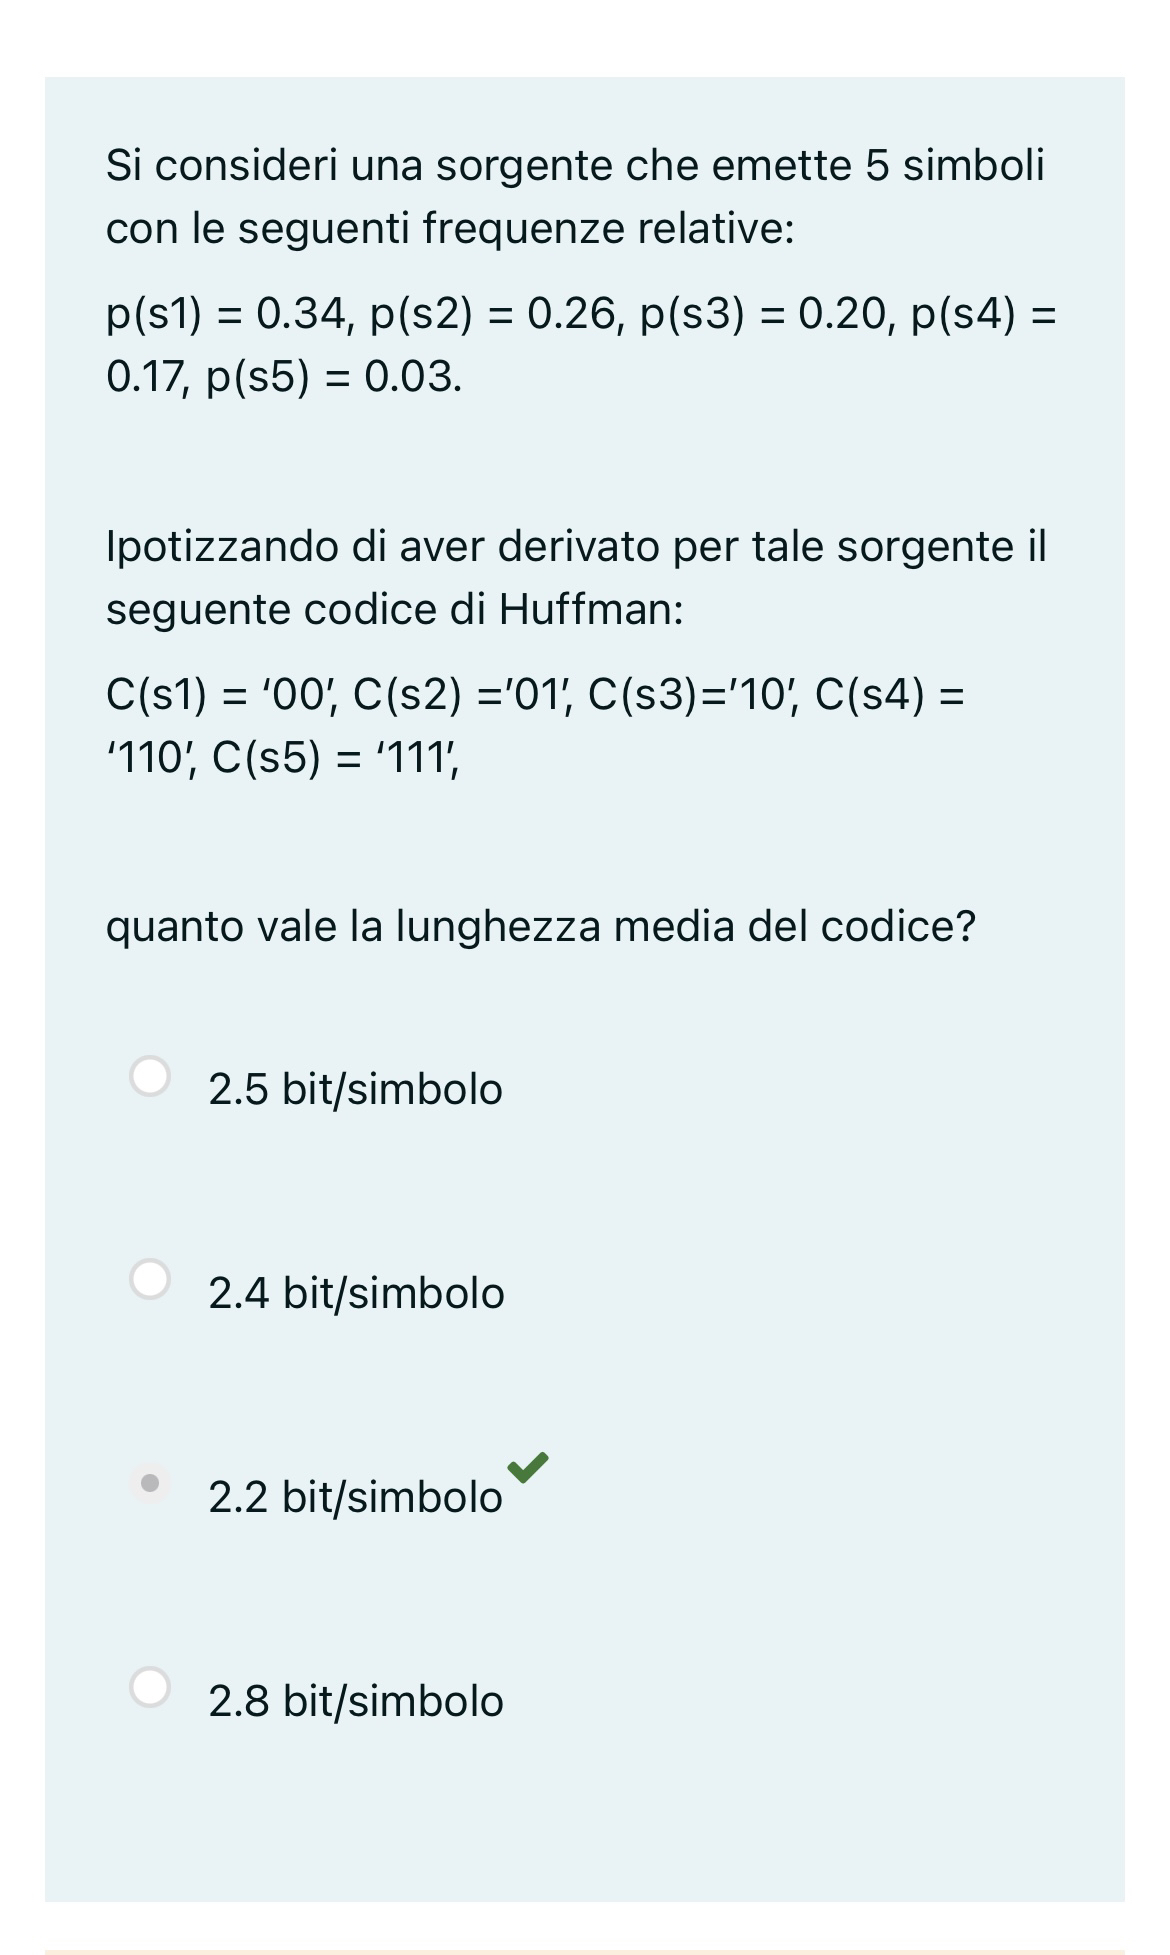 Si consideri una sorgente che emette 5 simboli
con le seguenti frequenze relative:
p(s1) = 0.34, p(s2) = 0.26, p(s3) = 0.20, p(s4) =
0.17, p(s5) = 0.03.
Ipotizzando di aver derivato per tale sorgente il
seguente codice di Huffman:
C(s1) = ‘00’, C(s2) =’01’, C(s3)=’10’, C(s4) =
‘110’, C(s5) = ‘111’,
quanto vale la lunghezza media del codice?
2.5 bit/simbolo
2.4 bit/simbolo
2.2 bit/simbolo
2.8 bit/simbolo